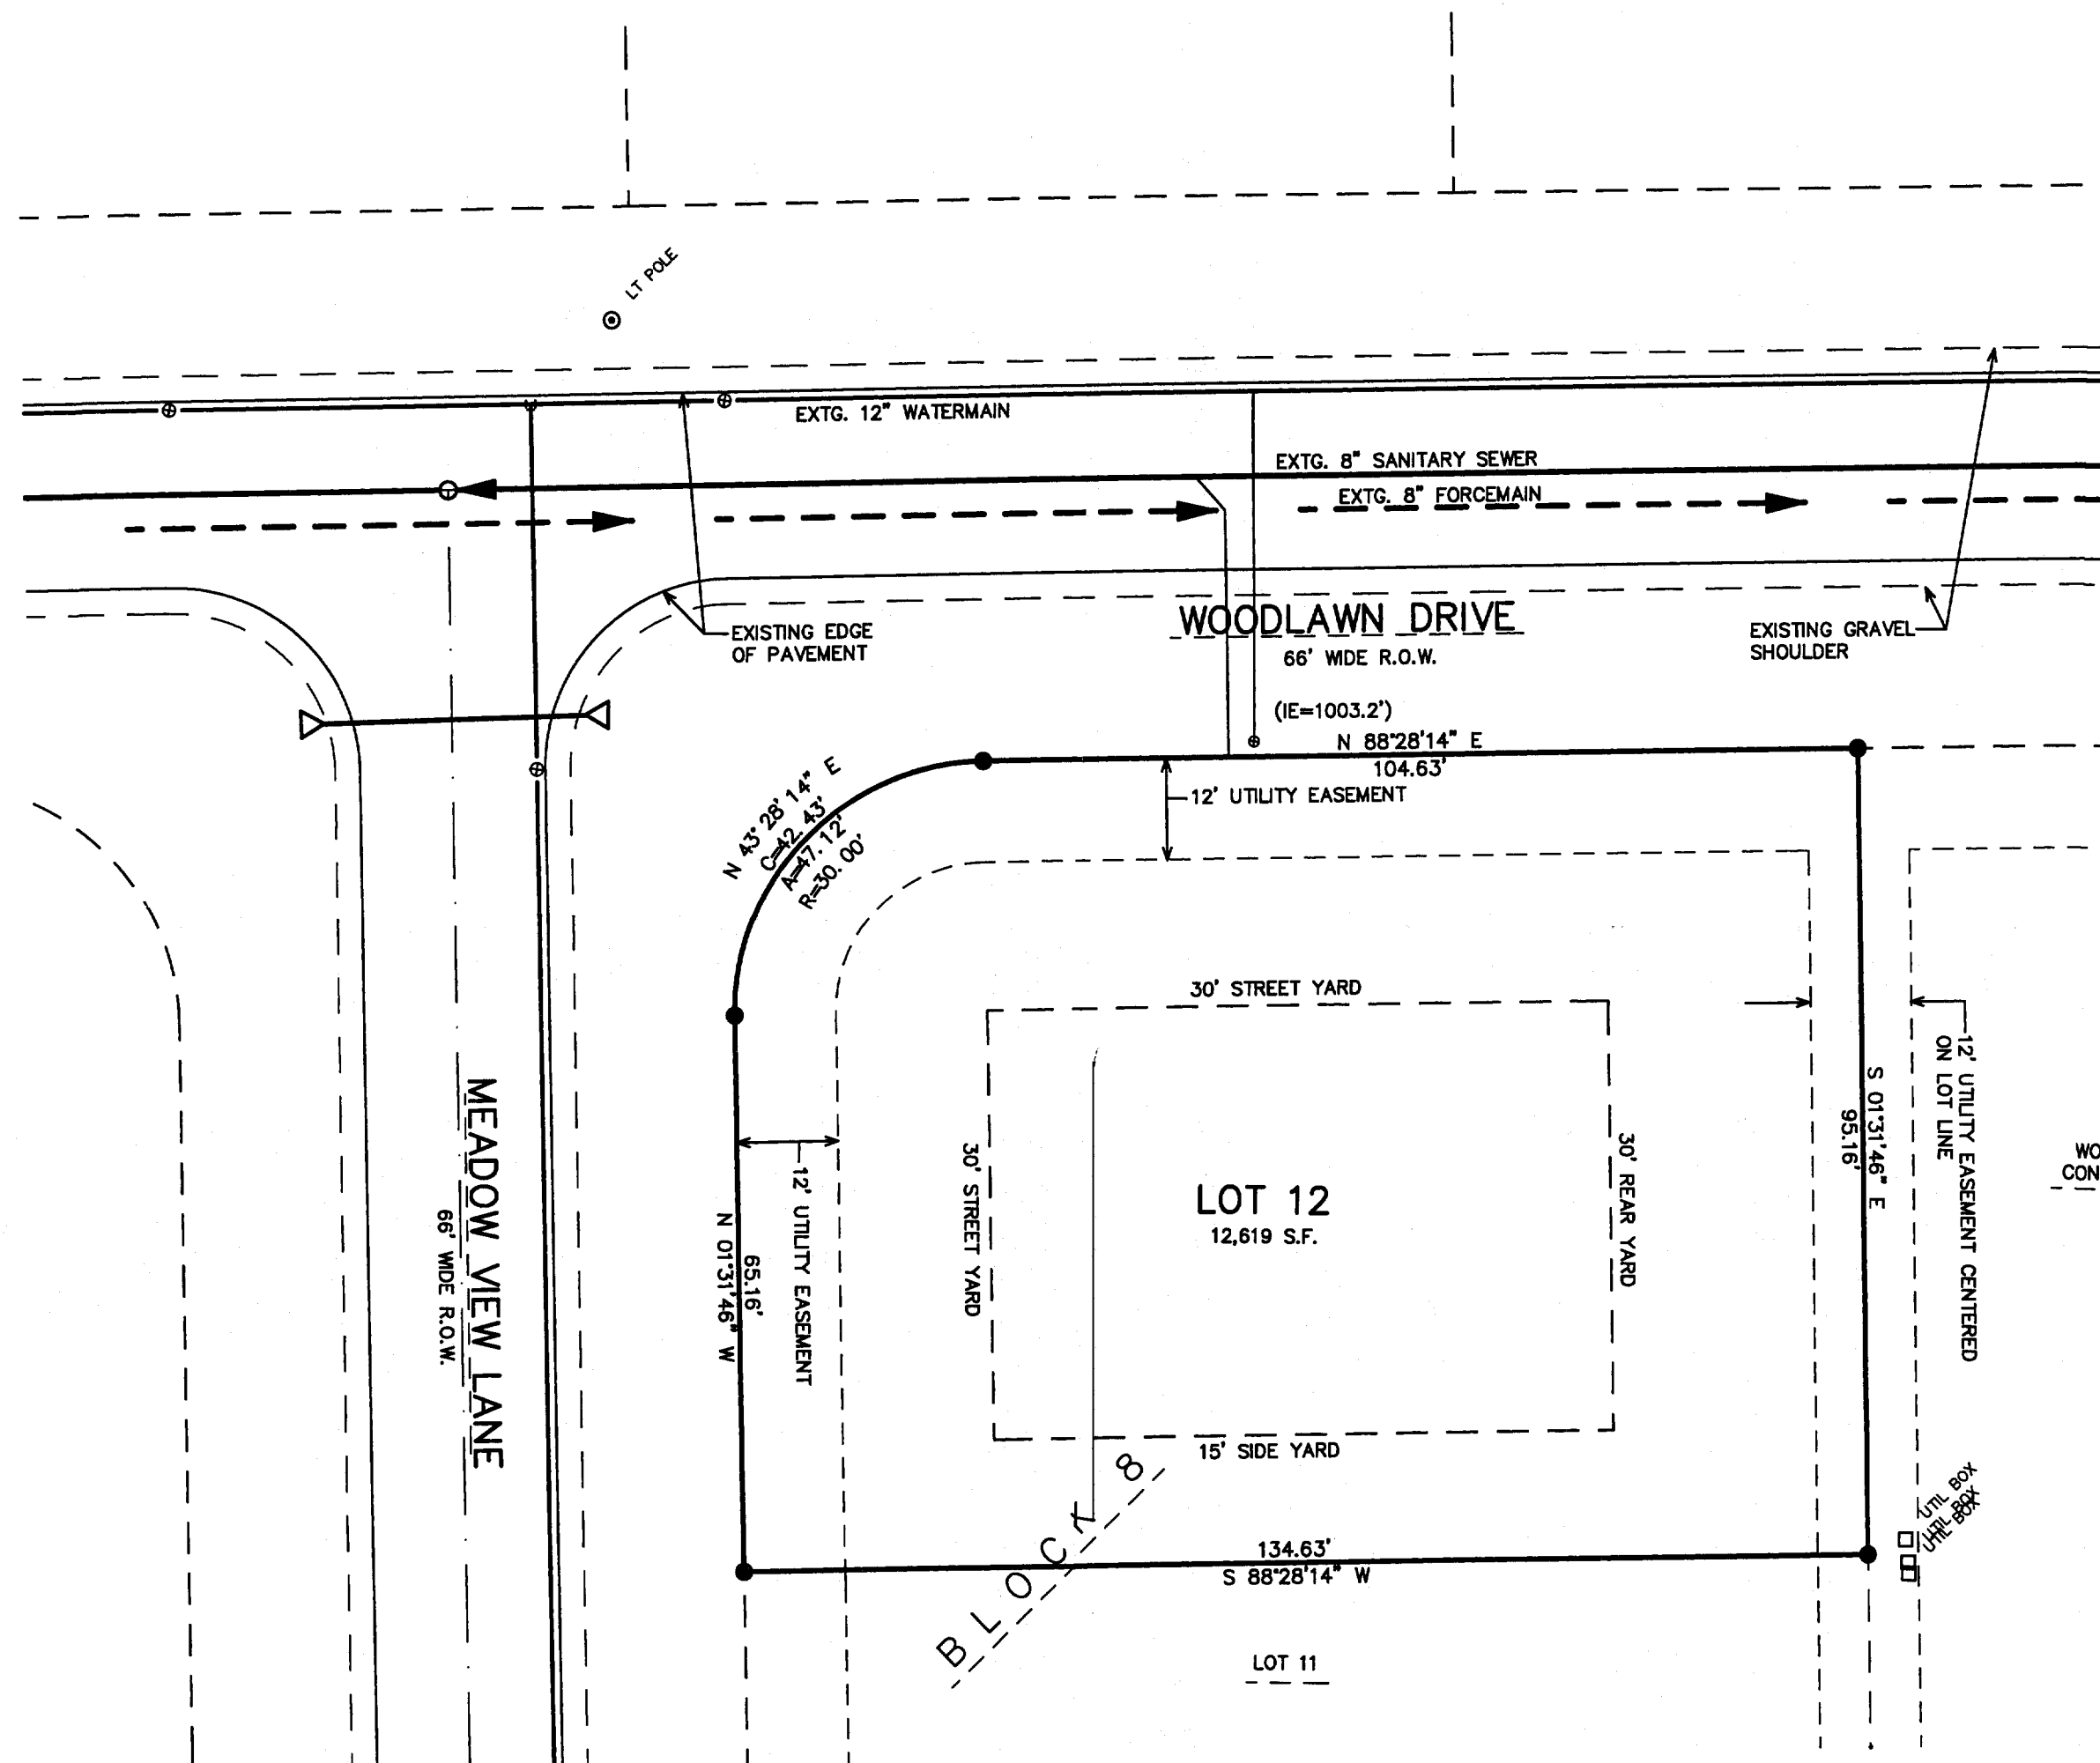 LT POLE
EXTG. 12" WATERMAIN
EXTG. 8" SANITARY SEWER
EXTG. 8" FORCEMAIN
WOODLAWN DRIVE
66' WIDE R.O.W.
EXISTING EDGE
OF PAVEMENT
EXISTING GRAVEL
SHOULDER
(IE=1003.2')
N 88°28'14" E
104.63'
12' UTILITY EASEMENT
N 43°28'14" E
C=42.43'
A=47.12'
R=30.00'
30' STREET YARD
12' UTILITY EASEMENT CENTERED
ON LOT LINE
S 01°31'46" E
95.16'
MEADOW VIEW LANE
66' WIDE R.O.W.
65.16'
N 01°31'46" W
12' UTILITY EASEMENT
30' STREET YARD
LOT 12
12,619 S.F.
30' REAR YARD
WO
CON
15' SIDE YARD
BLOCK 8
UTIL BOX
UTIL BOX
UTIL BOX
134.63'
S 88°28'14" W
LOT 11